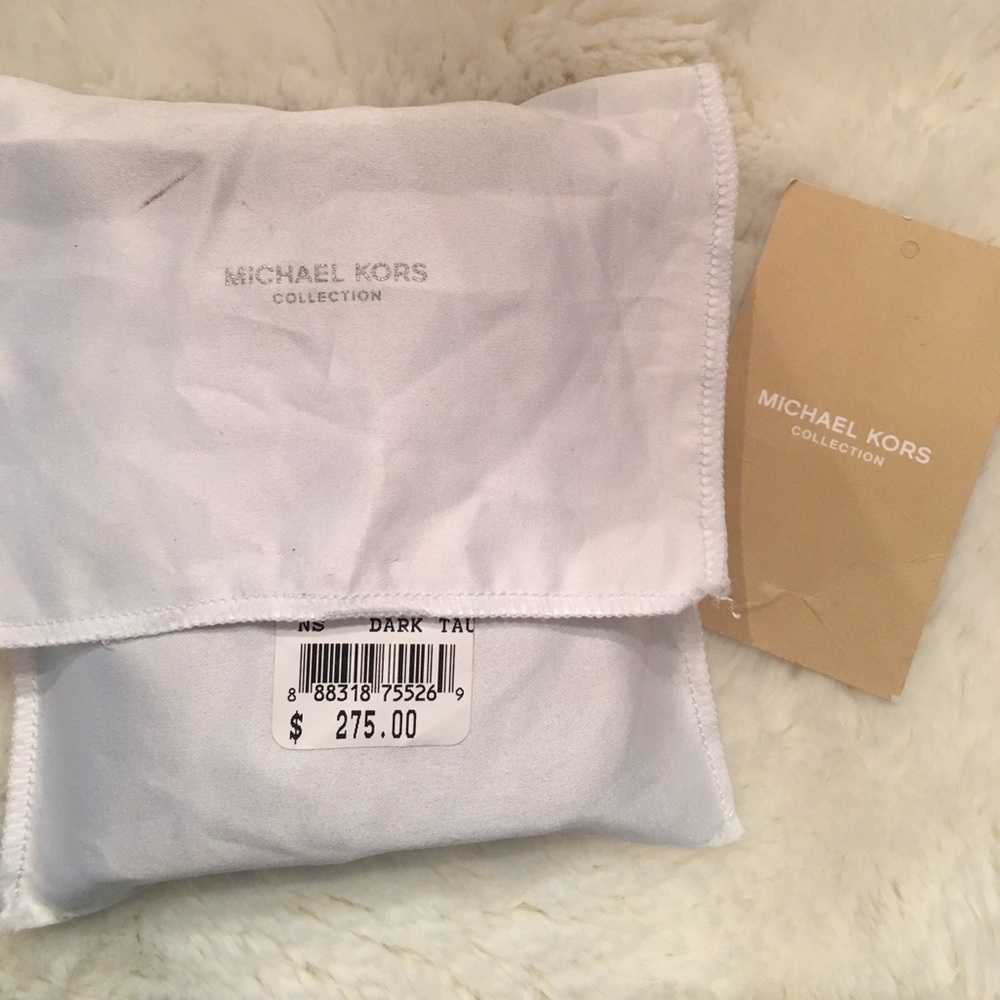 MICHAEL KORS
COLLECTION
MICHAEL KORS
COLLECTION
NS DARK TAU
8 88318 75526 9
$ 275.00